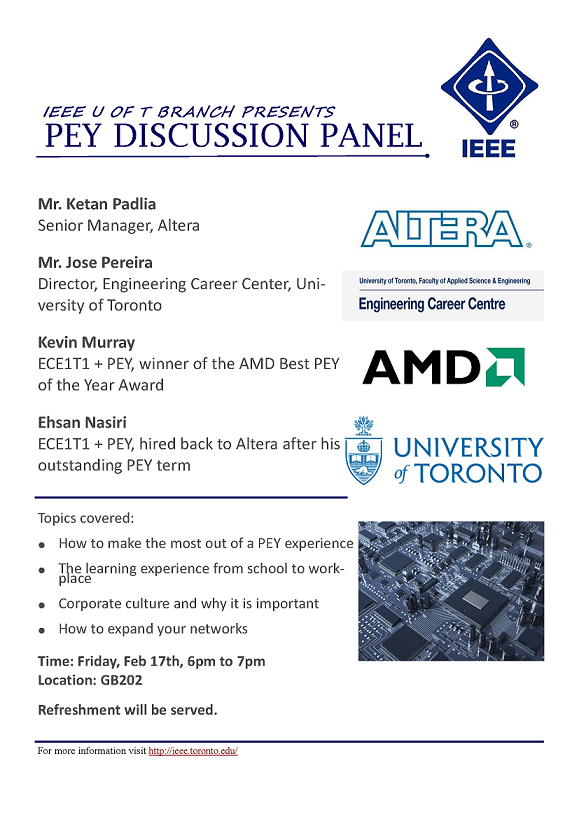 IEEE U OF T BRANCH PRESENTS
PEY DISCUSSION PANEL
IEEE
®
Mr. Ketan Padlia
Senior Manager, Altera
ALTERA®
Mr. Jose Pereira
Director, Engineering Career Center, Uni-
versity of Toronto
University of Toronto, Faculty of Applied Science & Engineering
Engineering Career Centre
Kevin Murray
ECE1T1 + PEY, winner of the AMD Best PEY
of the Year Award
AMD
Ehsan Nasiri
ECE1T1 + PEY, hired back to Altera after his
outstanding PEY term
UNIVERSITY
of TORONTO
Topics covered:
• How to make the most out of a PEY experience
• The learning experience from school to work-
place
• Corporate culture and why it is important
• How to expand your networks
Time: Friday, Feb 17th, 6pm to 7pm
Location: GB202
Refreshment will be served.
For more information visit http://ieee.toronto.edu/